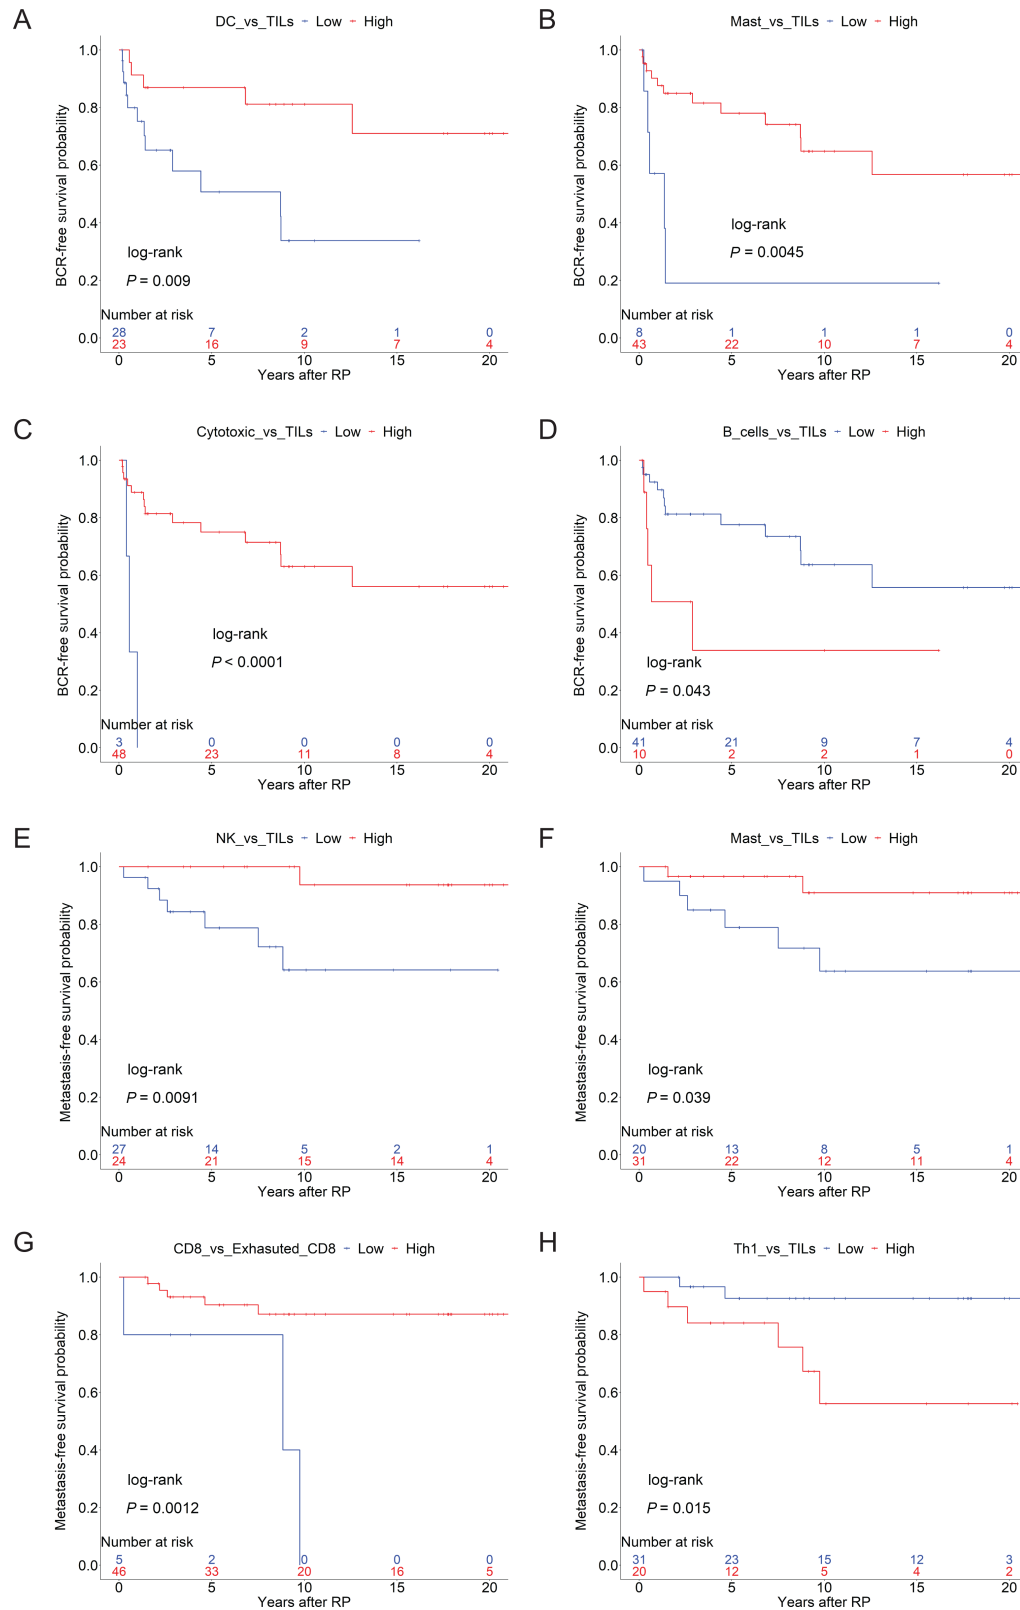 A
DC_vs_TILs Low High
BCR-free survival probability
1.0
0.8
0.6
0.4
0.2
0.0
log-rank
P = 0.009
Number at risk
28 7 2 1 0
23 16 9 7 4
0 5 10 15 20
Years after RP
B
Mast_vs_TILs Low High
BCR-free survival probability
1.0
0.8
0.6
0.4
0.2
0.0
log-rank
P = 0.0045
Number at risk
8 1 1 1 0
43 22 10 7 4
0 5 10 15 20
Years after RP
C
Cytotoxic_vs_TILs Low High
BCR-free survival probability
1.0
0.8
0.6
0.4
0.2
0.0
log-rank
P < 0.0001
Number at risk
3 0 0 0 0
48 23 11 8 4
0 5 10 15 20
Years after RP
D
B_cells_vs_TILs Low High
BCR-free survival probability
1.0
0.8
0.6
0.4
0.2
0.0
log-rank
P = 0.043
Number at risk
41 21 9 7 4
10 2 2 1 0
0 5 10 15 20
Years after RP
E
NK_vs_TILs Low High
Metastasis-free survival probability
1.0
0.8
0.6
0.4
0.2
0.0
log-rank
P = 0.0091
Number at risk
27 14 5 2 1
24 21 15 14 4
0 5 10 15 20
Years after RP
F
Mast_vs_TILs Low High
Metastasis-free survival probability
1.0
0.8
0.6
0.4
0.2
0.0
log-rank
P = 0.039
Number at risk
20 13 8 5 1
31 22 12 11 4
0 5 10 15 20
Years after RP
G
CD8_vs_Exhasuted_CD8 Low High
Metastasis-free survival probability
1.0
0.8
0.6
0.4
0.2
0.0
log-rank
P = 0.0012
Number at risk
5 2 0 0 0
46 33 20 16 5
0 5 10 15 20
Years after RP
H
Th1_vs_TILs Low High
Metastasis-free survival probability
1.0
0.8
0.6
0.4
0.2
0.0
log-rank
P = 0.015
Number at risk
31 23 15 12 3
20 12 5 4 2
0 5 10 15 20
Years after RP